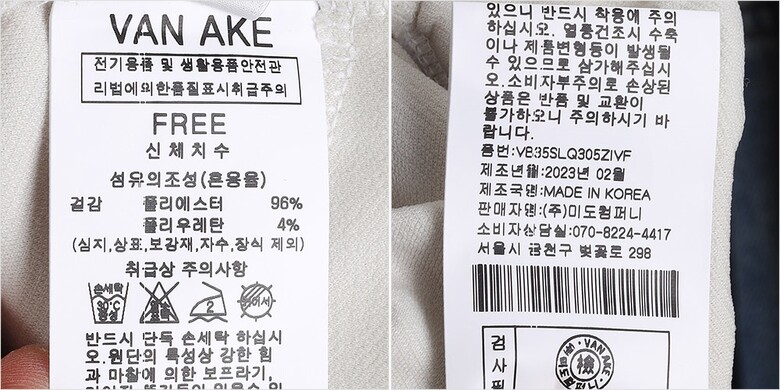 VAN AKE
전기용품 및 생활용품안전관
리법에의한품질표시취급주의
FREE
신체치수
섬유의조성(혼용율)
겉감 폴리에스터 96%
폴리우레탄 4%
(심지,상표,보강재,자수,장식 제외)
취급상 주의사항
손세탁
30°C
중성
2
반드시 단독 손세탁 하십시
오.원단의 특성상 강한 힘
과 마찰에 의한 보프라기,
있으니 반드시 착용에 주의
하십시오. 열풍건조시 수축
이나 제품변형등이 발생될
수 있으므로 삼가해주십시
오.소비자부주의로 손상된
상품은 반품 및 교환이
불가하오니 주의하시기 바
랍니다.
품번:VB35SLQ305ZIVF
제조년월:2023년 02월
제조국명:MADE IN KOREA
판매자명:(주)미도컴퍼니
소비자상담실:070-8224-4417
서울시 금천구 벚꽃로 298
검
사
필
VAN·AKE
檢